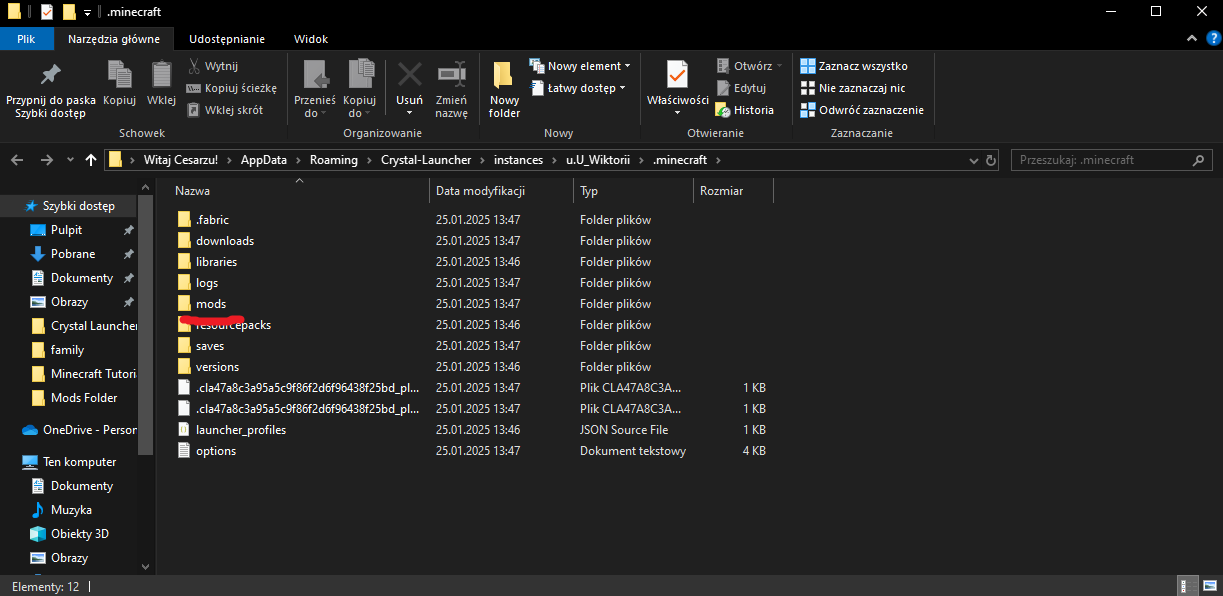 .minecraft
Plik Narzędzia główne Udostępnianie Widok
Przypnij do paska Szybki dostęp
Kopiuj
Wklej
Wytnij
Kopiuj ścieżkę
Wklej skrót
Schowek
Przenieś do
Kopiuj do
Usuń
Zmień nazwę
Organizowanie
Nowy folder
Nowy element
Łatwy dostęp
Nowy
Właściwości
Otwórz
Edytuj
Historia
Otwieranie
Zaznacz wszystko
Nie zaznaczaj nic
Odwróć zaznaczenie
Zaznaczanie
Witaj Cesarzu! > AppData > Roaming > Crystal-Launcher > instances > u.U_Wiktorii > .minecraft >
Przeszukaj: .minecraft
Szybki dostęp
Pulpit
Pobrane
Dokumenty
Obrazy
Crystal Launcher
family
Minecraft Tutori
Mods Folder
OneDrive - Person
Ten komputer
Dokumenty
Muzyka
Obiekty 3D
Obrazy
Nazwa Data modyfikacji Typ Rozmiar
.fabric 25.01.2025 13:47 Folder plików
downloads 25.01.2025 13:47 Folder plików
libraries 25.01.2025 13:46 Folder plików
logs 25.01.2025 13:47 Folder plików
mods 25.01.2025 13:47 Folder plików
resourcepacks 25.01.2025 13:46 Folder plików
saves 25.01.2025 13:47 Folder plików
versions 25.01.2025 13:46 Folder plików
.cla47a8c3a95a5c9f86f2d6f96438f25bd_pl... 25.01.2025 13:47 Plik CLA47A8C3A... 1 KB
.cla47a8c3a95a5c9f86f2d6f96438f25bd_pl... 25.01.2025 13:47 Plik CLA47A8C3A... 1 KB
launcher_profiles 25.01.2025 13:46 JSON Source File 1 KB
options 25.01.2025 13:47 Dokument tekstowy 4 KB
Elementy: 12